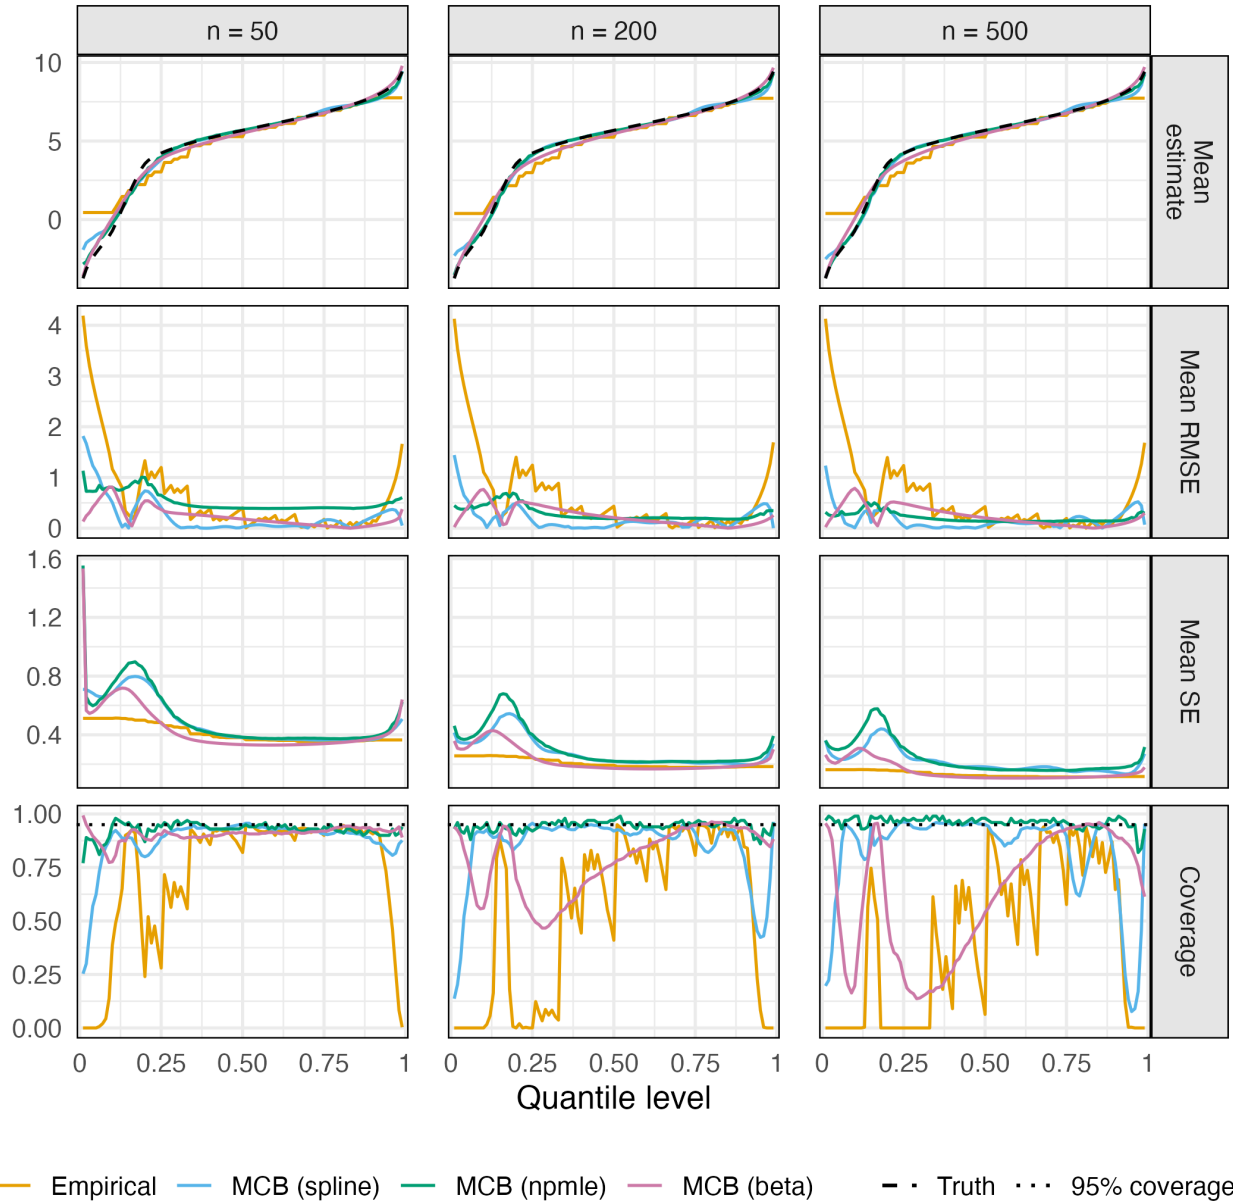 n = 50
n = 200
n = 500
10
5
0
Mean
estimate
4
3
2
1
0
Mean RMSE
1.6
1.2
0.8
0.4
Mean SE
1.00
0.75
0.50
0.25
0.00
Coverage
0 0.25 0.50 0.75 1
0 0.25 0.50 0.75 1
0 0.25 0.50 0.75 1
Quantile level
Empirical MCB (spline) MCB (npmle) MCB (beta) Truth 95% coverage